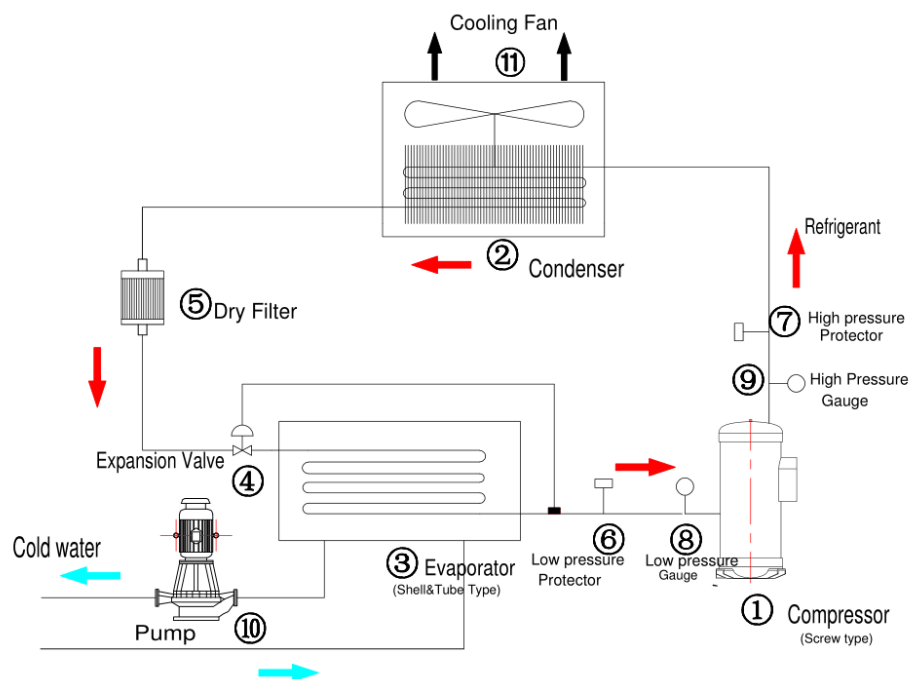 Cooling Fan
⑪
② Condenser
Refrigerant
⑤ Dry Filter
⑦ High pressure
Protector
⑨ High Pressure
Gauge
Expansion Valve
④
Cold water
③ Evaporator
(Shell&Tube Type)
⑥
Low pressure
Protector
⑧
Low pressure
Gauge
① Compressor
(Screw type)
Pump ⑩